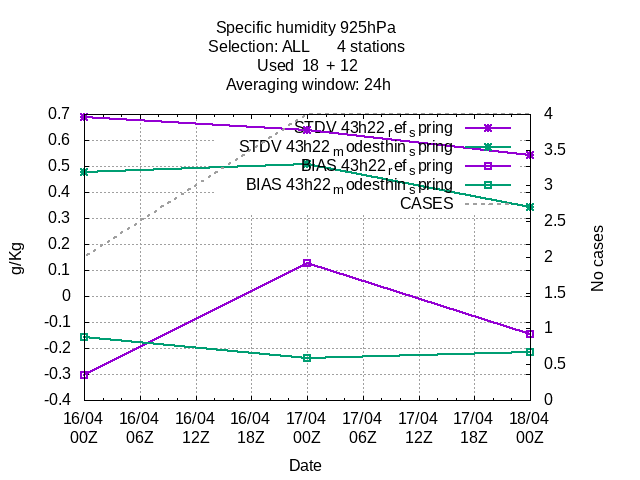 Specific humidity 925hPa
Selection: ALL 4 stations
Used 18 + 12
Averaging window: 24h
STDV 43h22ref_spring
STDV 43h22modesthin_spring
BIAS 43h22ref_spring
BIAS 43h22modesthin_spring
CASES
0.7
0.6
0.5
0.4
0.3
0.2
0.1
0
-0.1
-0.2
-0.3
-0.4
g/Kg
4
3.5
3
2.5
2
1.5
1
0.5
0
No cases
16/04 16/04 16/04 16/04 17/04 17/04 17/04 17/04 18/04
00Z 06Z 12Z 18Z 00Z 06Z 12Z 18Z 00Z
Date